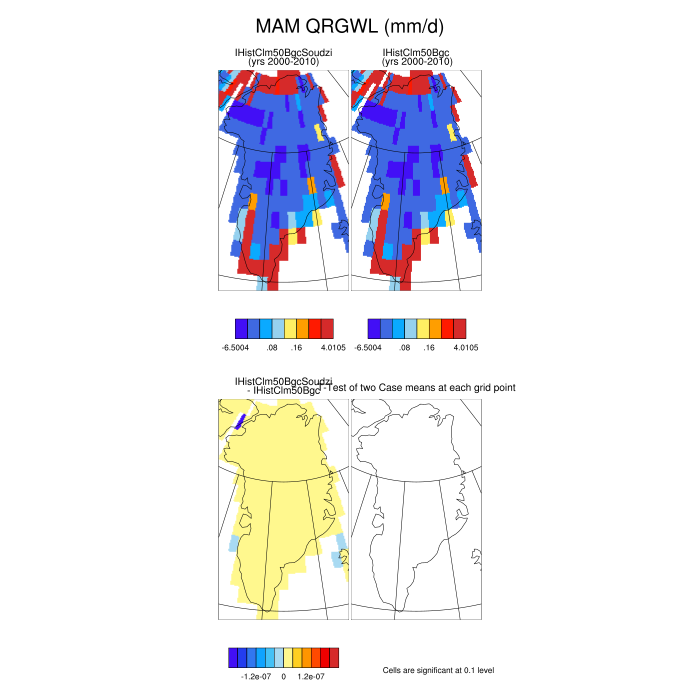 MAM QRGWL (mm/d)
IHistClm50BgcSoudzi
(yrs 2000-2010)
IHistClm50Bgc
(yrs 2000-2010)
-6.5004 .08 .16 4.0105
-6.5004 .08 .16 4.0105
IHistClm50BgcSoudzi
- IHistClm50Bgc
T-Test of two Case means at each grid point
-1.2e-07 0 1.2e-07
Cells are significant at 0.1 level